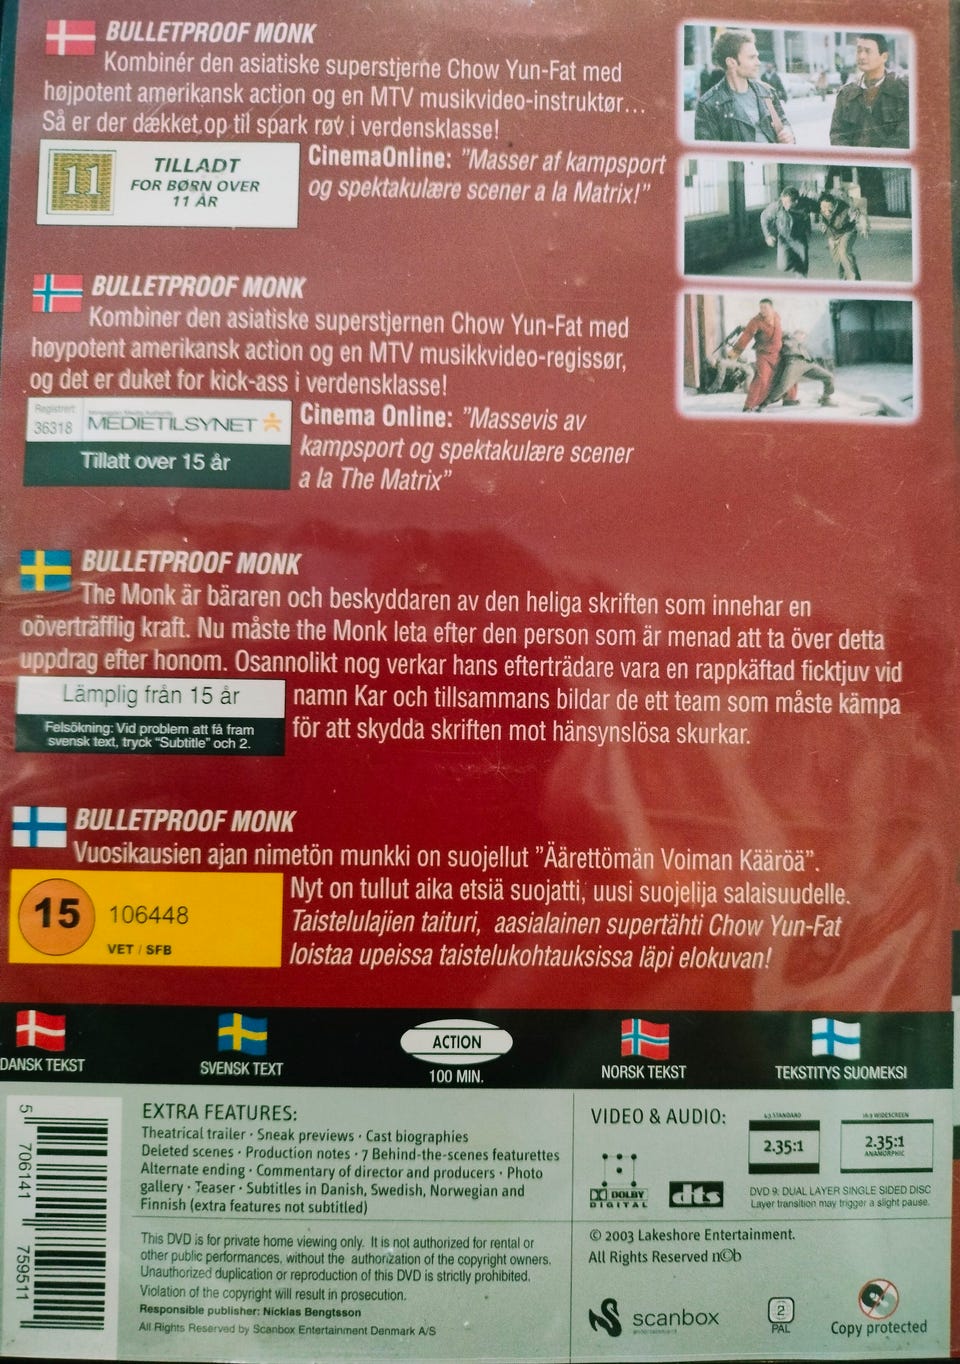 BULLETPROOF MONK
Kombinér den asiatiske superstjerne Chow Yun-Fat med
højpotent amerikansk action og en MTV musikvideo-instruktør...
Så er der dækket op til spark røv i verdensklasse!
11
TILLADT
FOR BØRN OVER
11 ÅR
CinemaOnline: "Masser af kampsport
og spektakulære scener a la Matrix!"
BULLETPROOF MONK
Kombiner den asiatiske superstjernen Chow Yun-Fat med
høypotent amerikansk action og en MTV musikkvideo-regissør,
og det er duket for kick-ass i verdensklasse!
Registrert:
36318
Norwegian Media Authority
MEDIETILSYNET
Tillatt over 15 år
Cinema Online: "Massevis av
kampsport og spektakulære scener
a la The Matrix"
BULLETPROOF MONK
The Monk är bäraren och beskyddaren av den heliga skriften som innehar en
oöverträfflig kraft. Nu måste the Monk leta efter den person som är menad att ta över detta
uppdrag efter honom. Osannolikt nog verkar hans efterträdare vara en rappkäftad ficktjuv vid
namn Kar och tillsammans bildar de ett team som måste kämpa
för att skydda skriften mot hänsynslösa skurkar.
Lämplig från 15 år
Felsökning: Vid problem att få fram
svensk text, tryck "Subtitle" och 2.
BULLETPROOF MONK
Vuosikausien ajan nimetön munkki on suojellut "Äärettömän Voiman Kääröä".
Nyt on tullut aika etsiä suojatti, uusi suojelija salaisuudelle.
Taistelulajien taituri, aasialainen supertähti Chow Yun-Fat
loistaa upeissa taistelukohtauksissa läpi elokuvan!
15
106448
VET / SFB
DANSK TEKST
SVENSK TEXT
ACTION
100 MIN.
NORSK TEKST
TEKSTITYS SUOMEKSI
5 706141 759511
EXTRA FEATURES:
Theatrical trailer · Sneak previews · Cast biographies
Deleted scenes · Production notes · 7 Behind-the-scenes featurettes
Alternate ending · Commentary of director and producers · Photo
gallery · Teaser · Subtitles in Danish, Swedish, Norwegian and
Finnish (extra features not subtitled)
This DVD is for private home viewing only. It is not authorized for rental or
other public performances, without the authorization of the copyright owners.
Unauthorized duplication or reproduction of this DVD is strictly prohibited.
Violation of the copyright will result in prosecution.
Responsible publisher: Nicklas Bengtsson
All Rights Reserved by Scanbox Entertainment Denmark A/S
VIDEO & AUDIO:
4:3 STANDARD
2.35:1
16:9 WIDESCREEN
2.35:1
ANAMORPHIC
DOLBY
DIGITAL
dts
DVD 9: DUAL LAYER SINGLE SIDED DISC
Layer transition may trigger a slight pause.
© 2003 Lakeshore Entertainment.
All Rights Reserved n©b
scanbox
entertainment
2
PAL
Copy protected